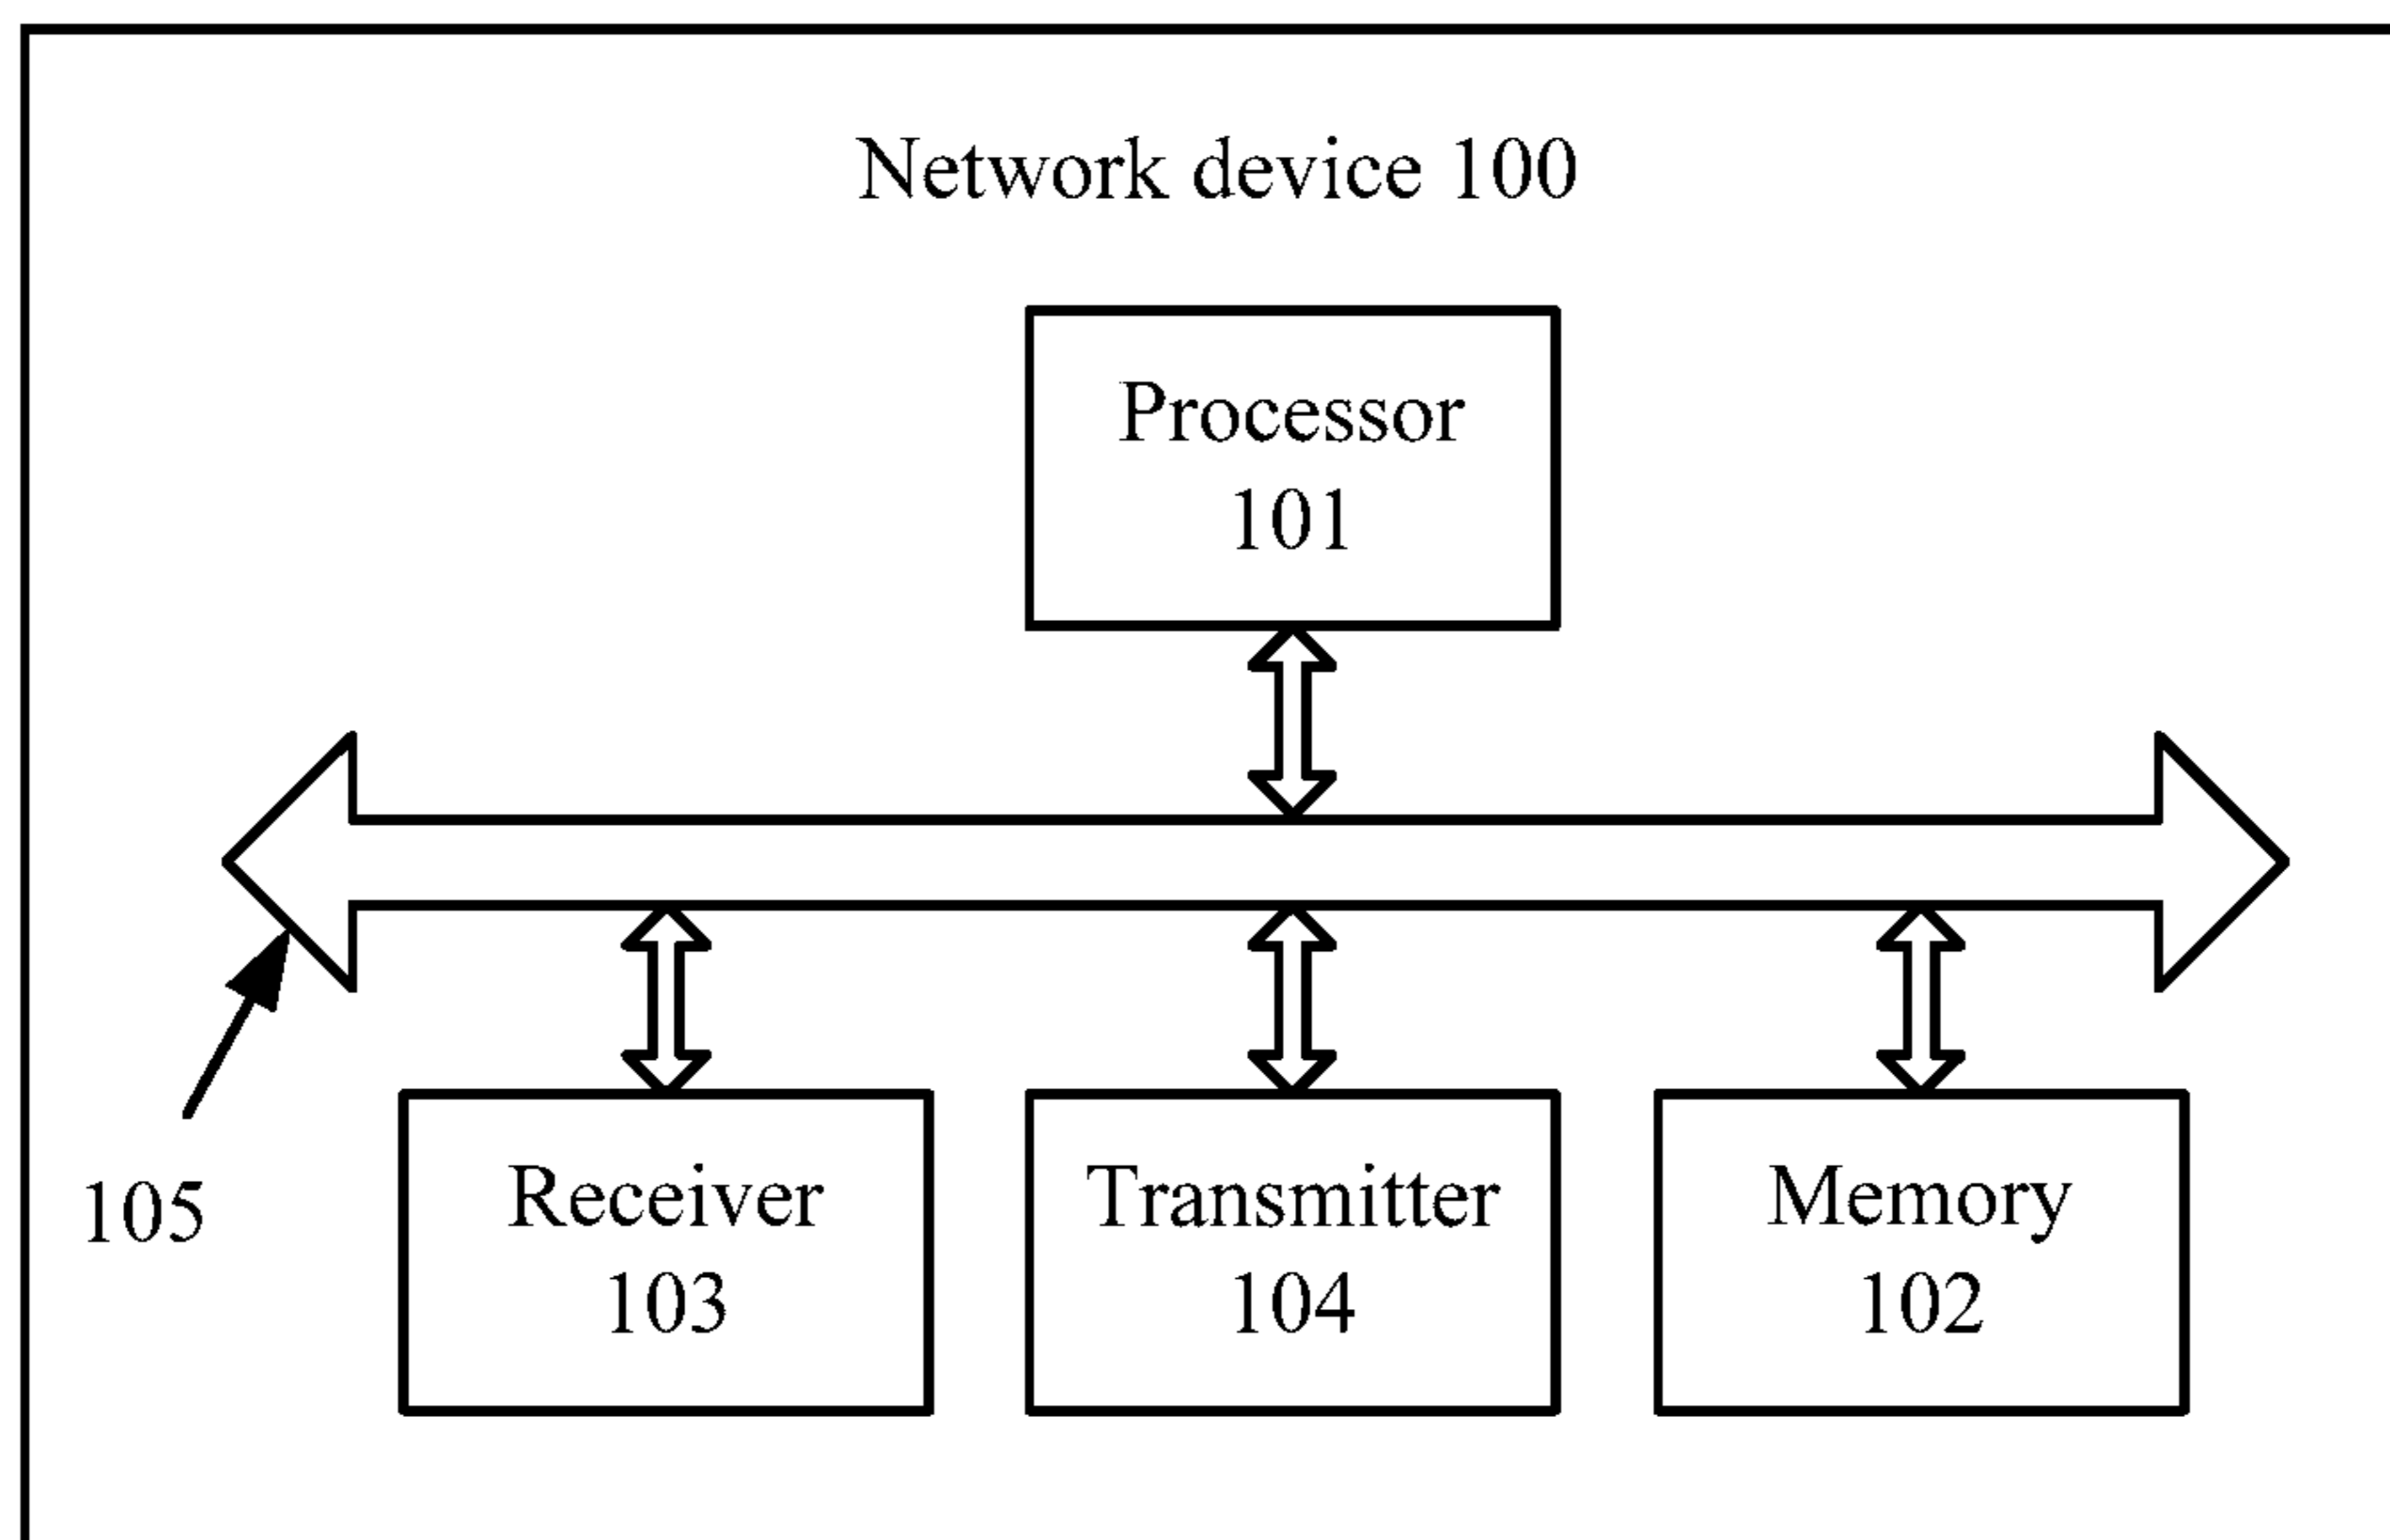 Network device 100
Processor
101
105
Receiver
103
Transmitter
104
Memory
102